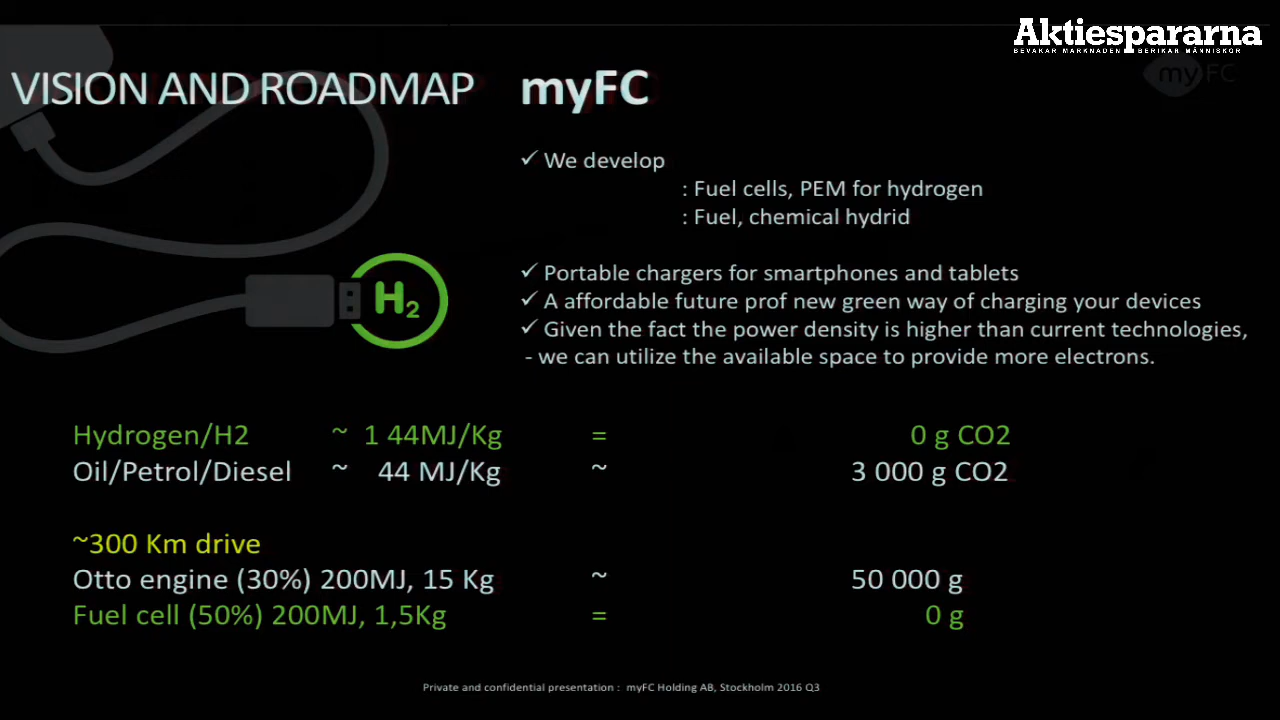 Aktiespararna
BEVAKAR MARKNADEN BERIKAR MÄNNISKOR
my FC
VISION AND ROADMAP myFC
✓ We develop
: Fuel cells, PEM for hydrogen
: Fuel, chemical hydrid
H2
✓ Portable chargers for smartphones and tablets
✓ A affordable future prof new green way of charging your devices
✓ Given the fact the power density is higher than current technologies,
- we can utilize the available space to provide more electrons.
Hydrogen/H2 ~ 1 44MJ/Kg = 0 g CO2
Oil/Petrol/Diesel ~ 44 MJ/Kg ~ 3 000 g CO2
~300 Km drive
Otto engine (30%) 200MJ, 15 Kg ~ 50 000 g
Fuel cell (50%) 200MJ, 1,5Kg = 0 g
Private and confidential presentation : myFC Holding AB, Stockholm 2016 Q3